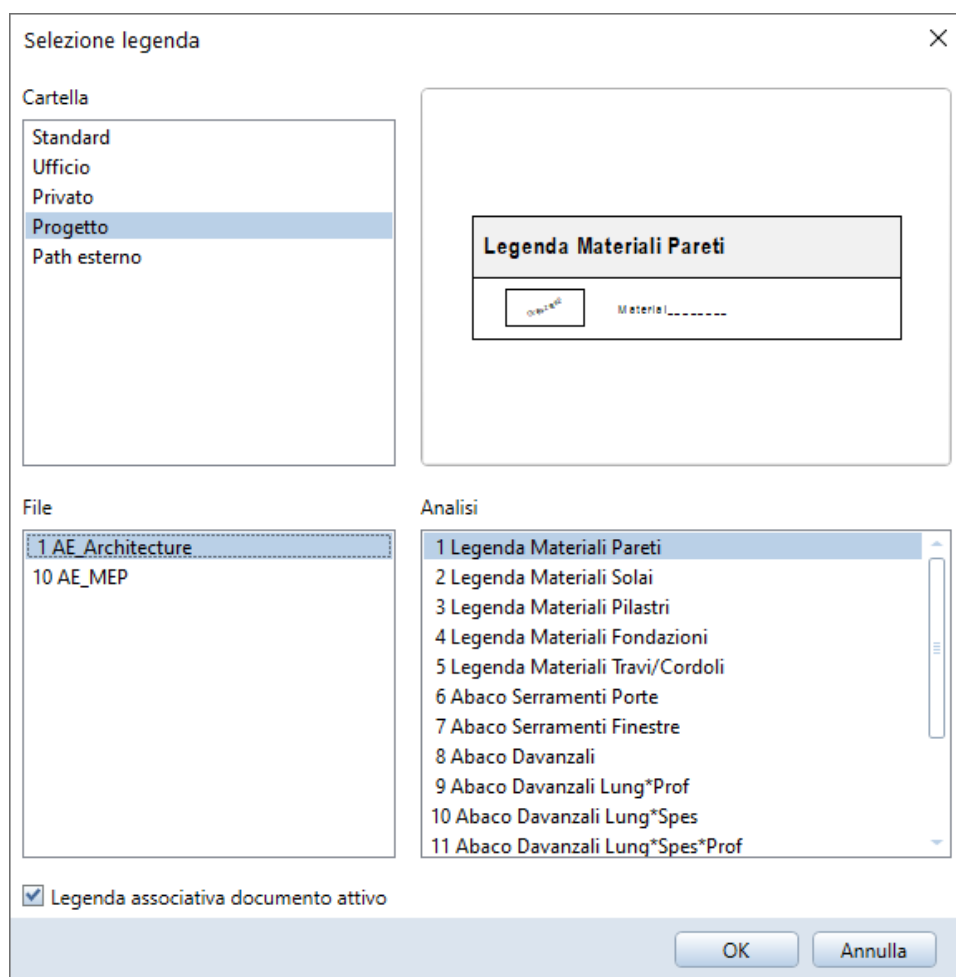 Selezione legenda
Cartella
Standard
Ufficio
Privato
Progetto
Path esterno
Legenda Materiali Pareti
Material________
File
1 AE_Architecture
10 AE_MEP
Analisi
1 Legenda Materiali Pareti
2 Legenda Materiali Solai
3 Legenda Materiali Pilastri
4 Legenda Materiali Fondazioni
5 Legenda Materiali Travi/Cordoli
6 Abaco Serramenti Porte
7 Abaco Serramenti Finestre
8 Abaco Davanzali
9 Abaco Davanzali Lung*Prof
10 Abaco Davanzali Lung*Spes
11 Abaco Davanzali Lung*Spes*Prof
Legenda associativa documento attivo
OK
Annulla